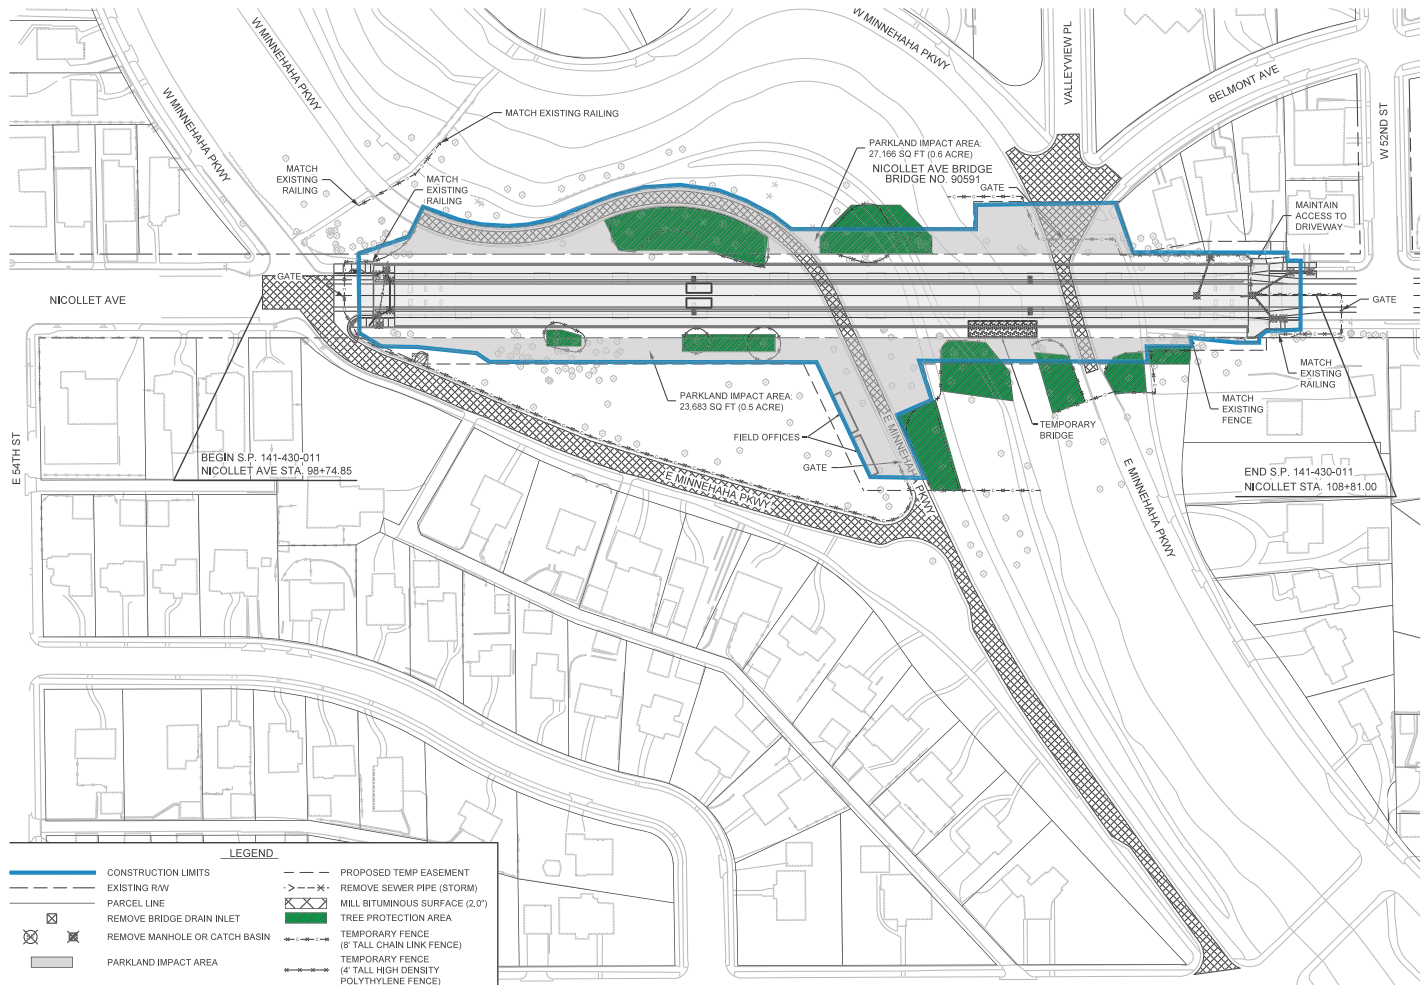 W MINNEHAHA PKWY
W MINNEHAHA PKWY
W MINNEHAHA PKWY
VALLEYVIEW PL
BELMONT AVE
W 52ND ST
MATCH EXISTING RAILING
MATCH
EXISTING
RAILING
MATCH
EXISTING
RAILING
PARKLAND IMPACT AREA:
27,166 SQ FT (0.6 ACRE)
NICOLLET AVE BRIDGE
BRIDGE NO. 90591
GATE
MAINTAIN
ACCESS TO
DRIVEWAY
GATE
NICOLLET AVE
GATE
MATCH
EXISTING
RAILING
MATCH
EXISTING
FENCE
PARKLAND IMPACT AREA:
23,683 SQ FT (0.5 ACRE)
FIELD OFFICES
GATE
TEMPORARY
BRIDGE
E MINNEHAHA PKWY
E MINNEHAHA PKWY
E MINNEHAHA PKWY
E 54TH ST
BEGIN S.P. 141-430-011
NICOLLET AVE STA. 98+74.85
END S.P. 141-430-011
NICOLLET STA. 108+81.00
LEGEND
CONSTRUCTION LIMITS
EXISTING R/W
PARCEL LINE
REMOVE BRIDGE DRAIN INLET
REMOVE MANHOLE OR CATCH BASIN
PARKLAND IMPACT AREA
PROPOSED TEMP EASEMENT
REMOVE SEWER PIPE (STORM)
MILL BITUMINOUS SURFACE (2.0")
TREE PROTECTION AREA
TEMPORARY FENCE
(8' TALL CHAIN LINK FENCE)
TEMPORARY FENCE
(4' TALL HIGH DENSITY
POLYTHYLENE FENCE)